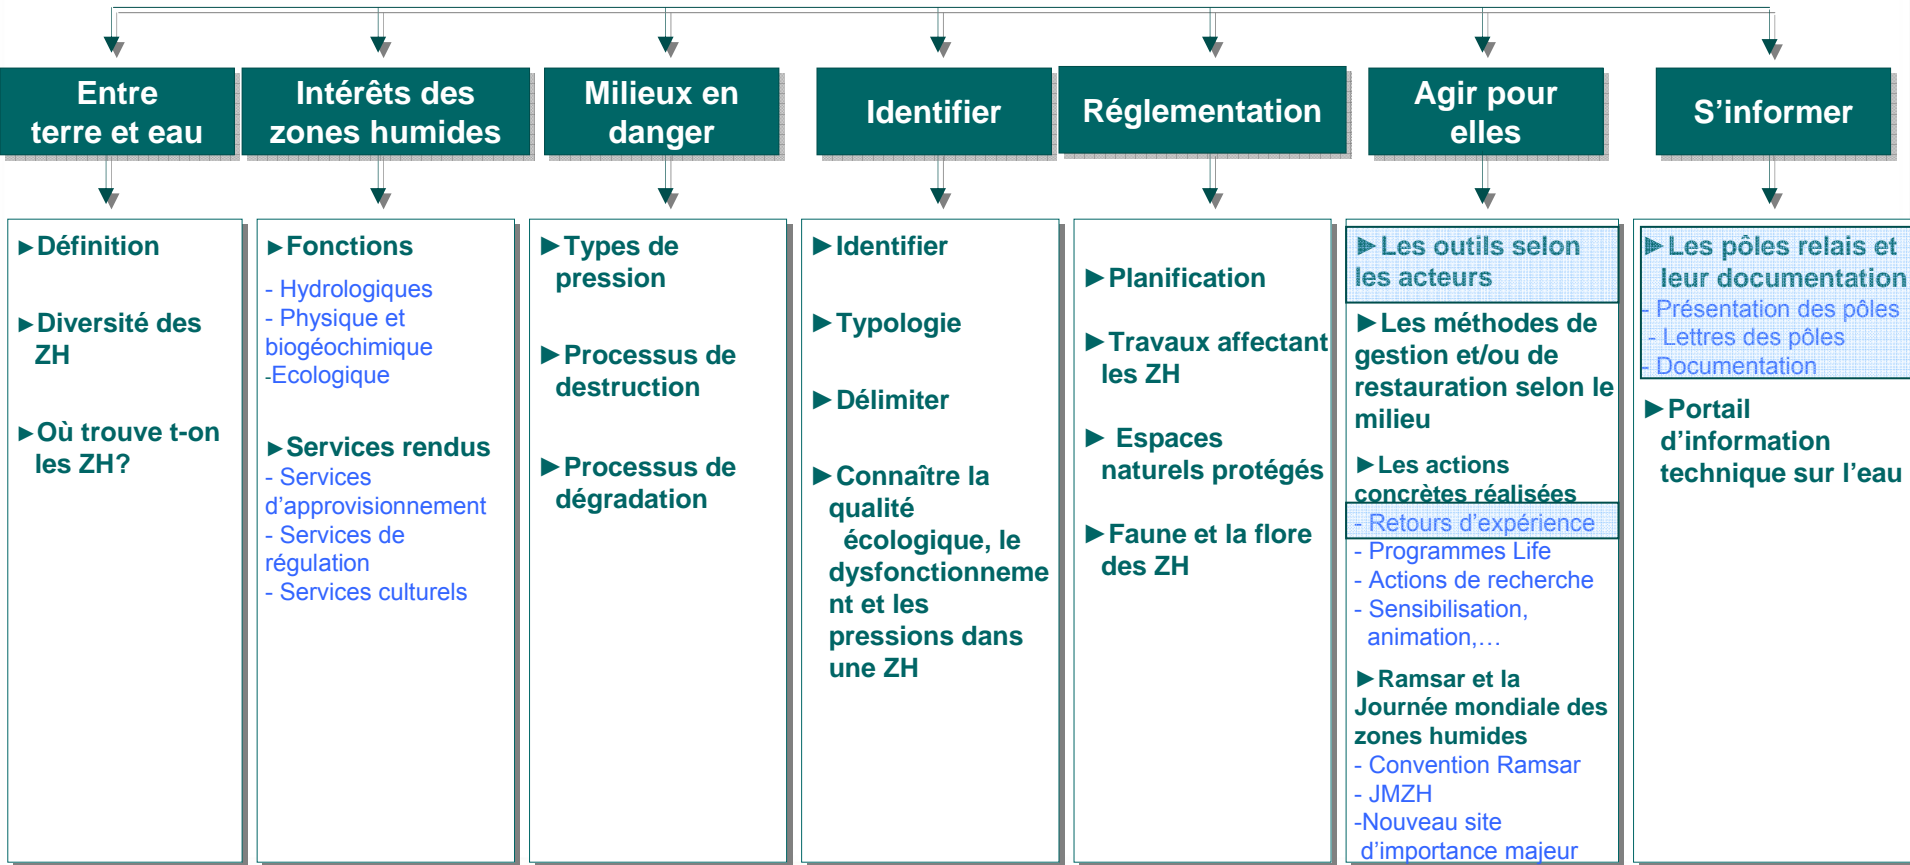 Entre
terre et eau
Intérêts des
zones humides
Milieux en
danger
Identifier
Réglementation
Agir pour
elles
S’informer
►Définition
►Diversité des
ZH
►Où trouve t-on
les ZH?
►Fonctions
- Hydrologiques
- Physique et
biogéochimique
-Ecologique
►Services rendus
- Services
d’approvisionnement
- Services de
régulation
- Services culturels
►Types de
pression
►Processus de
destruction
►Processus de
dégradation
►Identifier
►Typologie
►Délimiter
►Connaître la
qualité
écologique, le
dysfonctionneme
nt et les
pressions dans
une ZH
►Planification
►Travaux affectant
les ZH
► Espaces
naturels protégés
►Faune et la flore
des ZH
►Les outils selon
les acteurs
►Les méthodes de
gestion et/ou de
restauration selon le
milieu
►Les actions
concrètes réalisées
- Retours d’expérience
- Programmes Life
- Actions de recherche
- Sensibilisation,
animation,…
►Ramsar et la
Journée mondiale des
zones humides
- Convention Ramsar
- JMZH
-Nouveau site
d’importance majeur
►Les pôles relais et
leur documentation
- Présentation des pôles
- Lettres des pôles
- Documentation
►Portail
d’information
technique sur l’eau